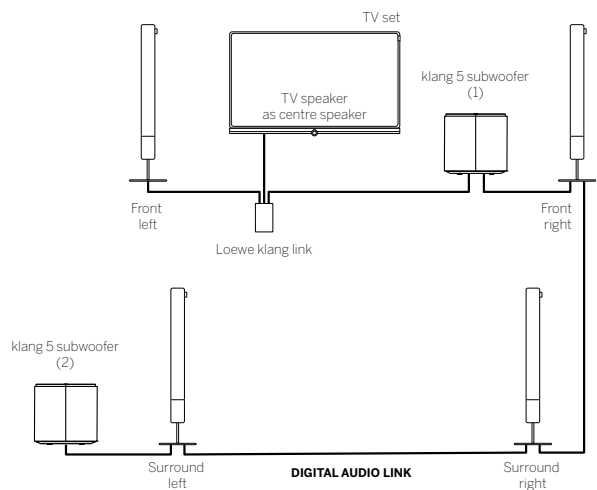 TV set
TV speaker
as centre speaker
klang 5 subwoofer
(1)
Front
left
Front
right
Loewe klang link
klang 5 subwoofer
(2)
Surround
left
DIGITAL AUDIO LINK
Surround
right